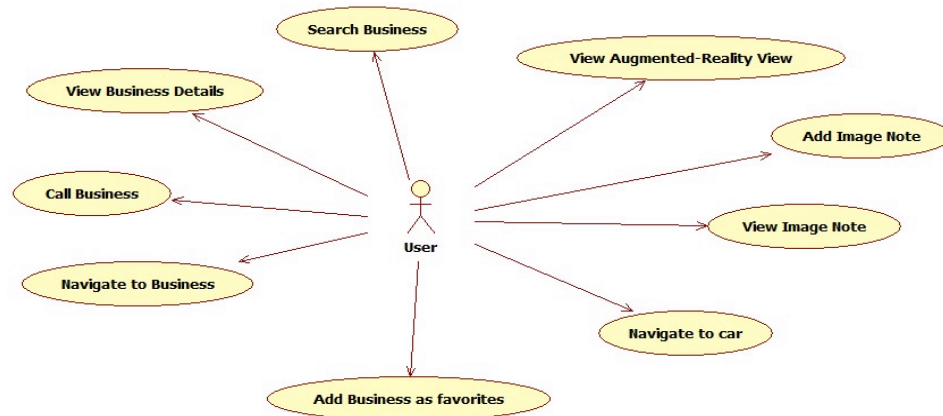 Search Business
View Augmented-Reality View
View Business Details
Add Image Note
Call Business
View Image Note
User
Navigate to Business
Navigate to car
Add Business as favorites